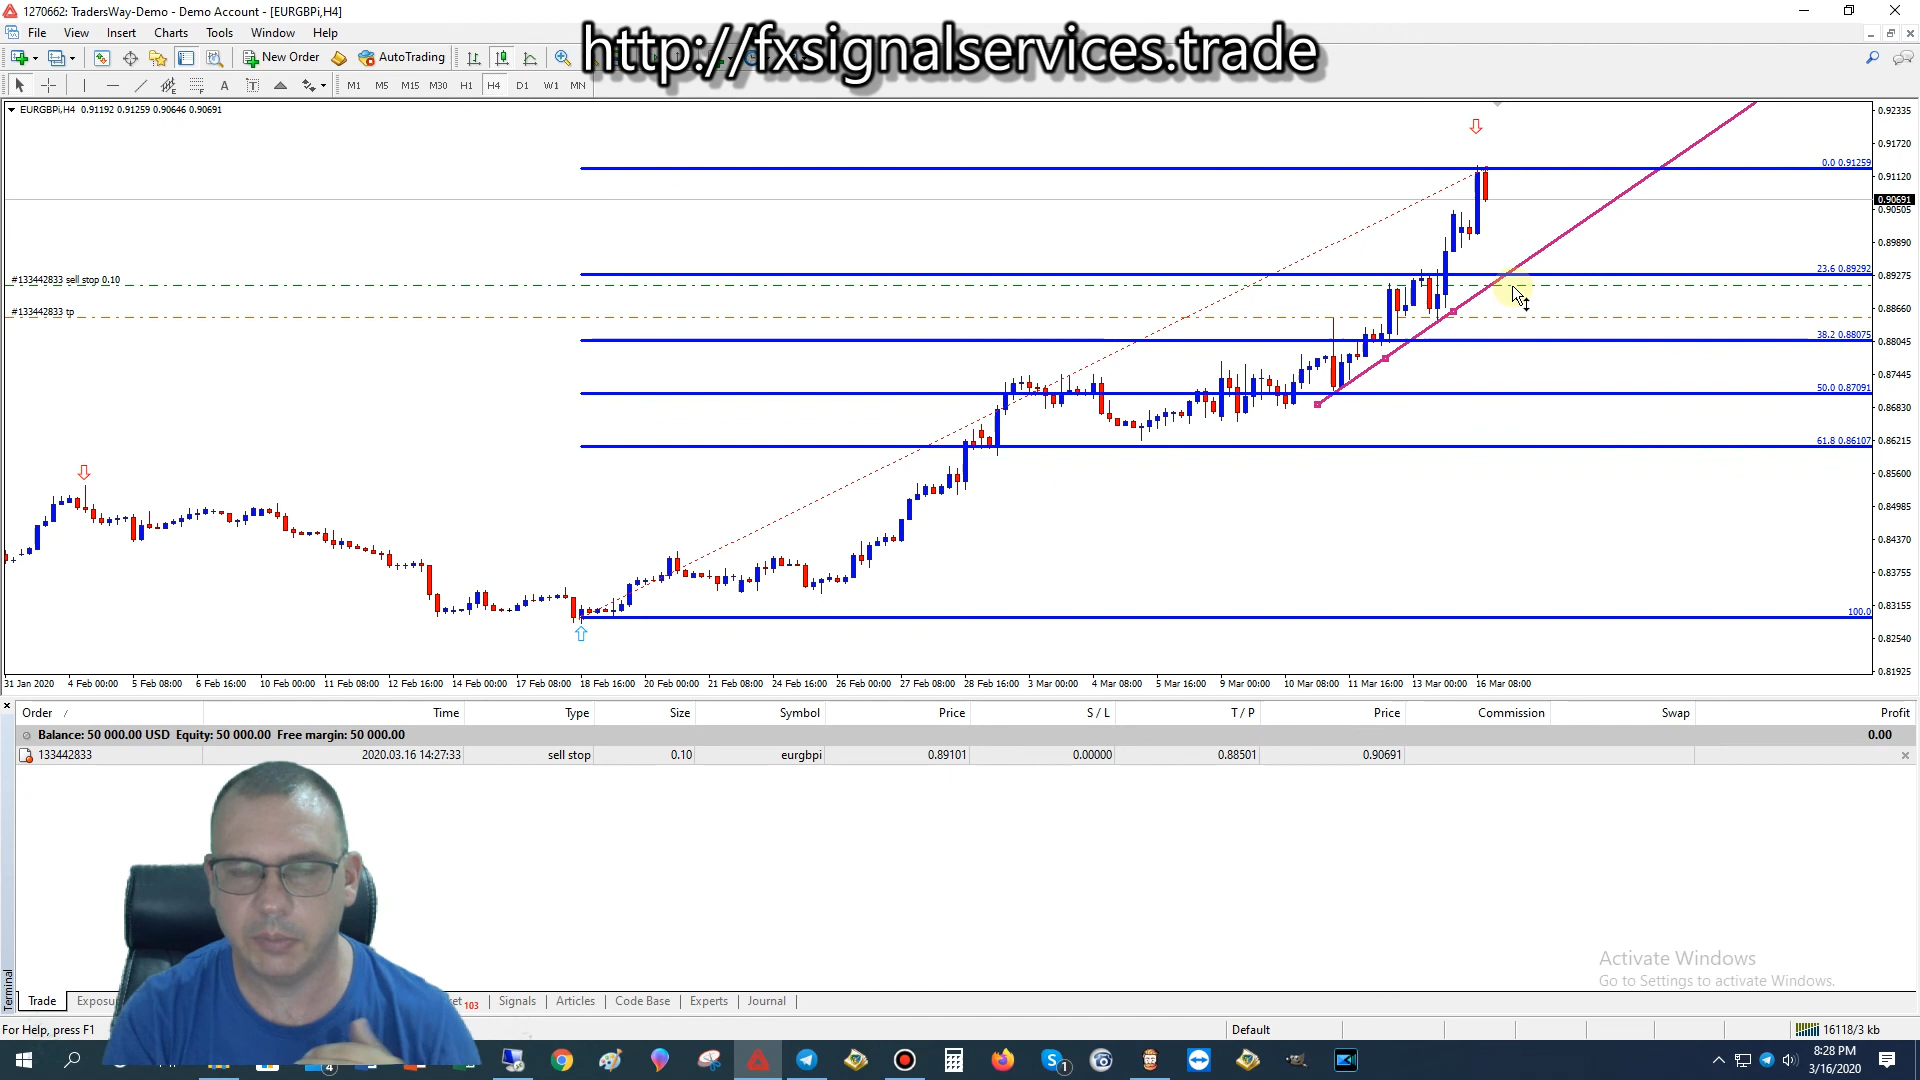 1270662: TradersWay-Demo - Demo Account - [EURGBPi,H4]
File View Insert Charts Tools Window Help
http://fxsignalservices.trade
New Order AutoTrading
A T M1 M5 M15 M30 H1 H4 D1 W1 MN
EURGBPi,H4 0.91192 0.91259 0.90646 0.90691
0.92335
0.91720
0.0 0.91259
0.91120
0.90691
0.90505
0.89890
23.6 0.89292
0.89275
#133442833 sell stop 0.10
0.88660
#133442833 tp
38.2 0.88075
0.88045
0.87445
50.0 0.87091
0.86830
61.8 0.86107
0.86215
0.85600
0.84985
0.84370
0.83755
0.83155
100.0
0.82540
0.81925
31 Jan 2020 4 Feb 00:00 5 Feb 08:00 6 Feb 16:00 10 Feb 00:00 11 Feb 08:00 12 Feb 16:00 14 Feb 00:00 17 Feb 08:00 18 Feb 16:00 20 Feb 00:00 21 Feb 08:00 24 Feb 16:00 26 Feb 00:00 27 Feb 08:00 28 Feb 16:00 3 Mar 00:00 4 Mar 08:00 5 Mar 16:00 9 Mar 00:00 10 Mar 08:00 11 Mar 16:00 13 Mar 00:00 16 Mar 08:00
Order / Time Type Size Symbol Price S / L T / P Price Commission Swap Profit
Balance: 50 000.00 USD Equity: 50 000.00 Free margin: 50 000.00 0.00
133442833 2020.03.16 14:27:33 sell stop 0.10 eurgbpi 0.89101 0.00000 0.88501 0.90691
Activate Windows
Go to Settings to activate Windows.
Terminal
Trade 103 Signals Articles Code Base Experts Journal
For Help, press F1 Default 16118/3 kb
4 1 8:28 PM
3/16/2020